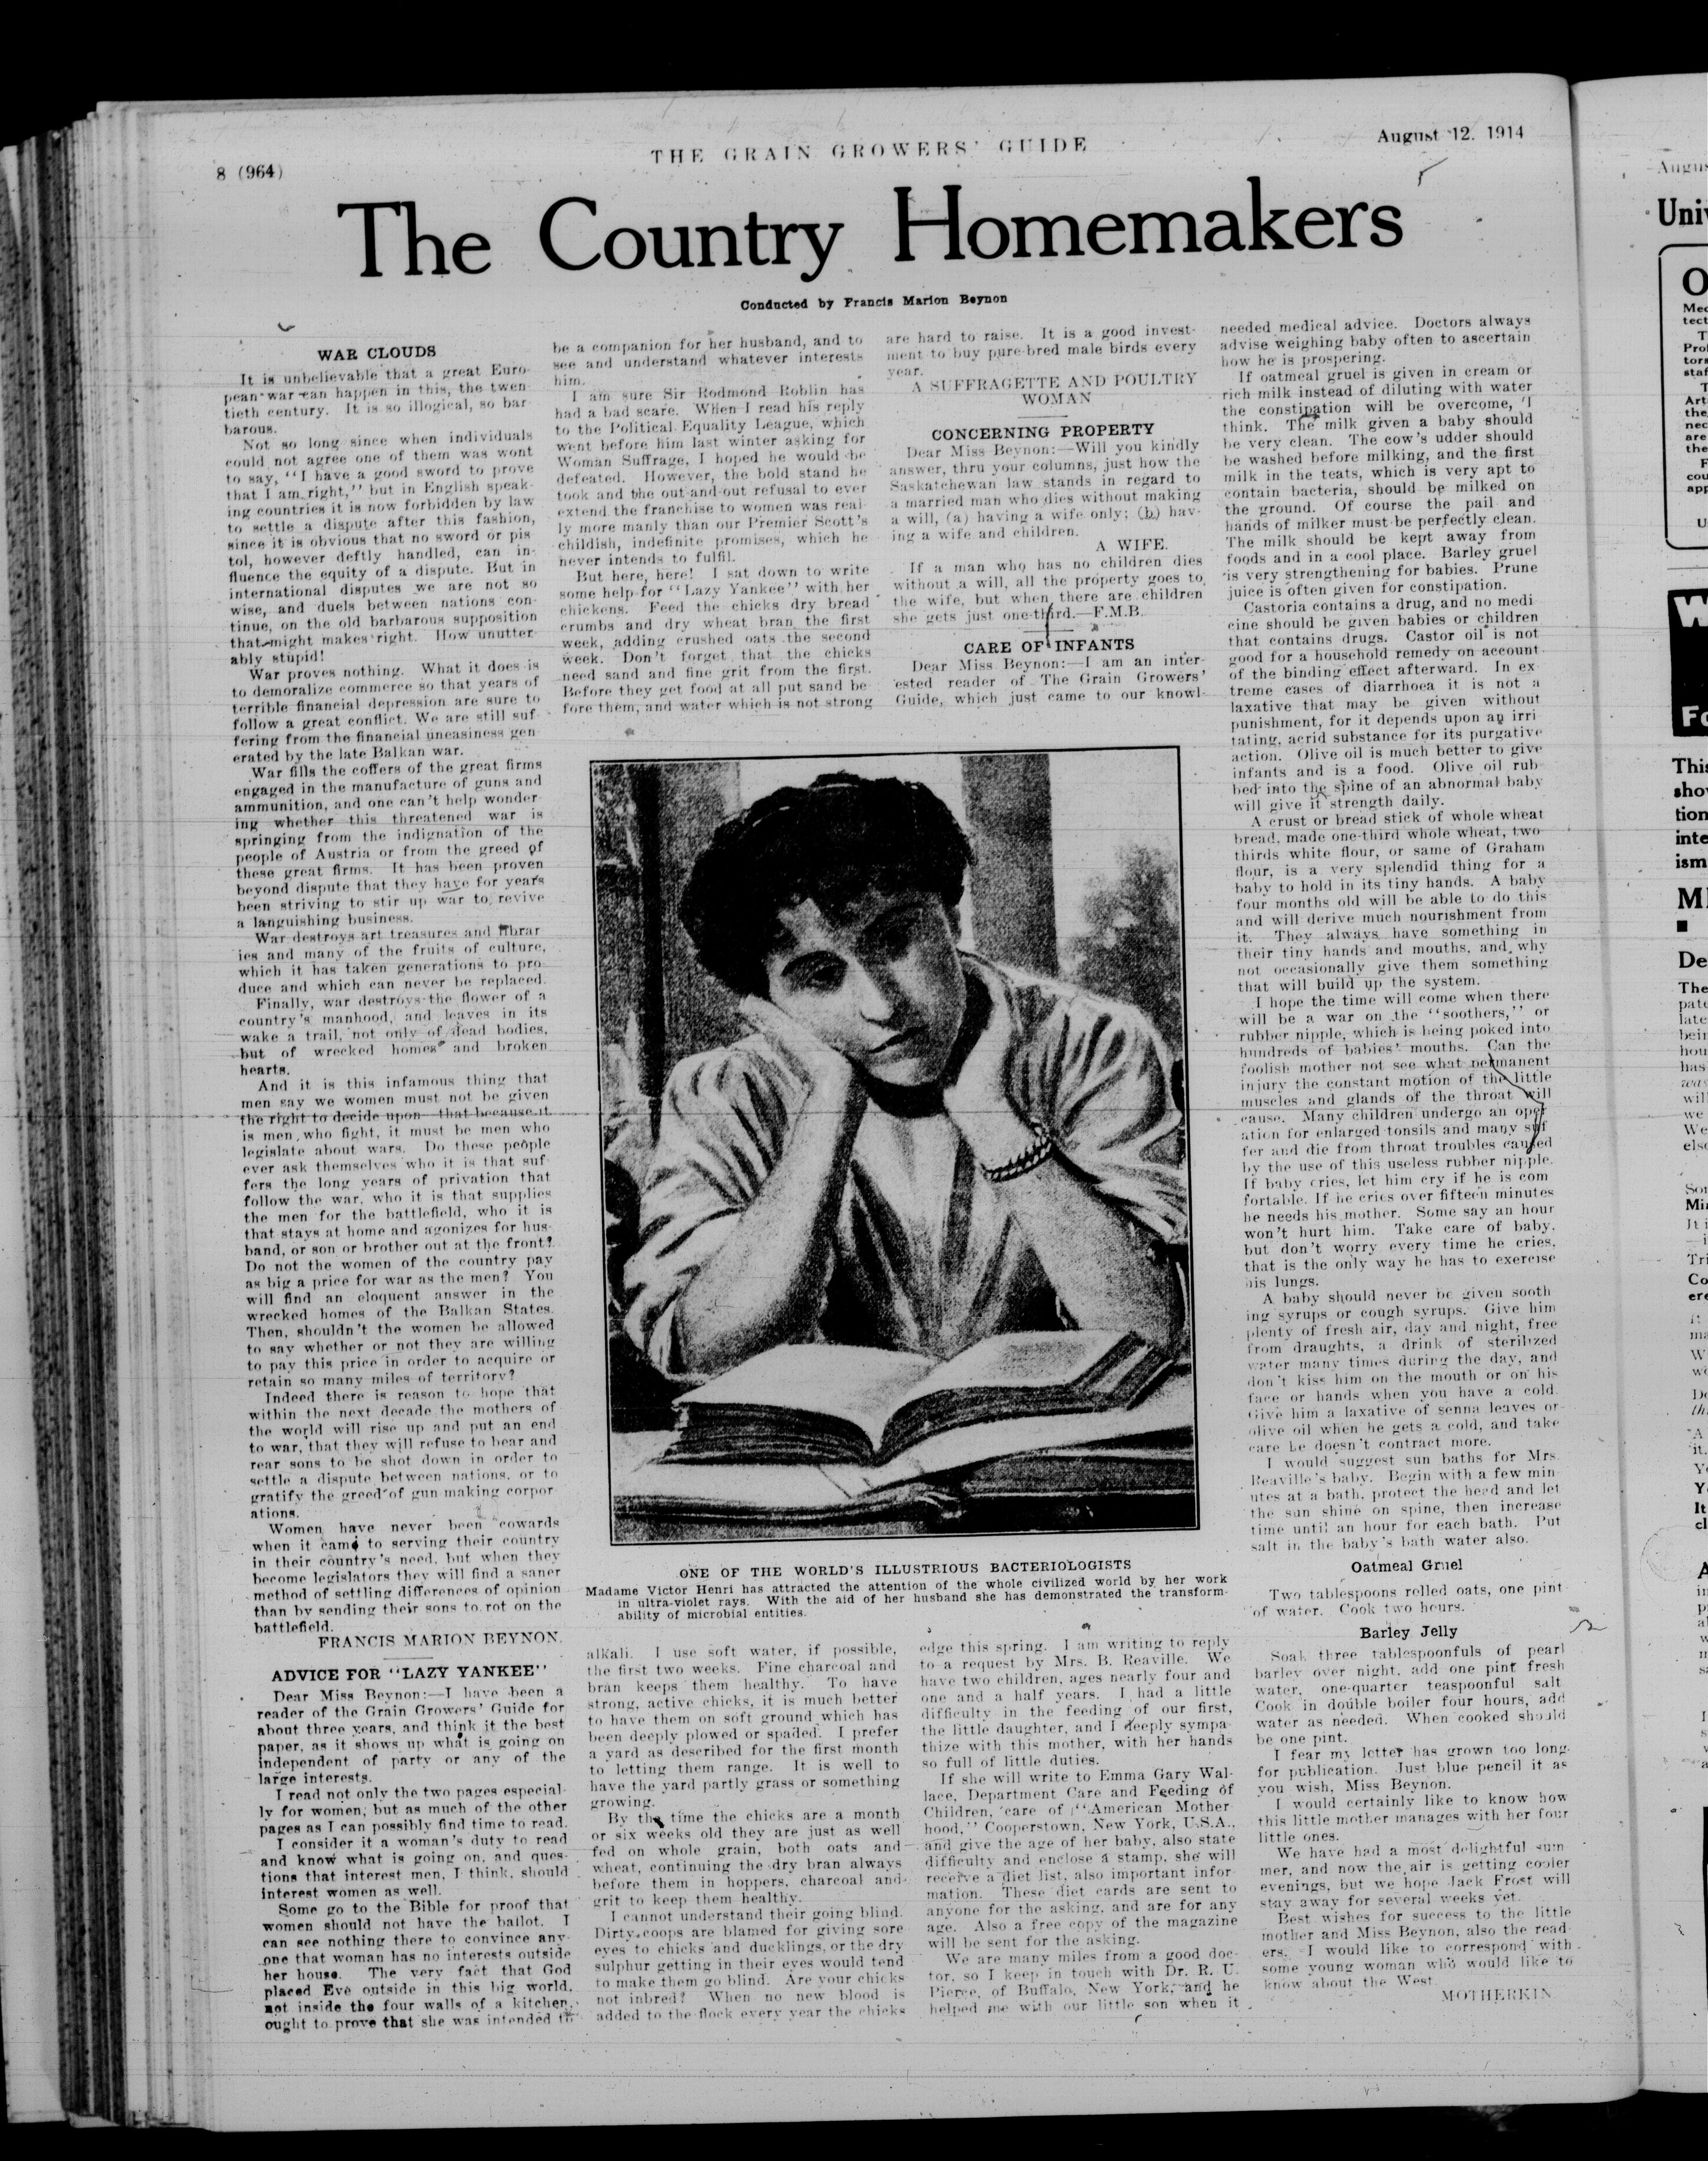 8 (964)
THE GRAIN GROWERS' GUIDE
August 12, 1914
The Country Homemakers
Conducted by Francis Marion Beynon
WAR CLOUDS
It is unbelievable that a great Euro-
pean war can happen in this, the twen
tieth century. It is so illogical, so bar
barous.
Not so long since when individuals
could not agree one of them was wont
to say, "I have a good sword to prove
that I am right," but in English speak-
ing countries it is now forbidden by law
to settle a dispute after this fashion,
since it is obvious that no sword or pis
tol, however deftly handled, can in-
fluence the equity of a dispute. But in
international disputes we are not so
wise, and duels between nations con-
tinue, on the old barbarous supposition
that might makes right. How unutter
ably stupid!
War proves nothing. What it does is
to demoralize commerce so that years of
terrible financial depression are sure to
follow a great conflict. We are still suf
fering from the financial uneasiness gen
erated by the late Balkan war.
War fills the coffers of the great firms
engaged in the manufacture of guns and
ammunition, and one can't help wonder
ing whether this threatened war is
springing from the indignation of the
people of Austria or from the greed of
these great firms. It has been proven
beyond dispute that they have for years
been striving to stir up war to revive
a languishing business.
War destroys art treasures and librar
ies and many of the fruits of culture,
which it has taken generations to pro-
duce and which can never be replaced.
Finally, war destroys the flower of a
country's manhood, and leaves in its
wake a trail, not only of dead bodies,
but of wrecked homes and broken
hearts.
And it is this infamous thing that
men say we women must not be given
the right to decide upon—that because it
is men who fight, it must be men who
legislate about wars. Do these people
ever ask themselves who it is that suf-
fers the long years of privation that
follow the war, who it is that supplies
the men for the battlefield, who it is
that stays at home and agonizes for hus-
band, or son or brother out at the front?
Do not the women of the country pay
as big a price for war as the men? You
will find an eloquent answer in the
wrecked homes of the Balkan States.
Then, shouldn't the women be allowed
to say whether or not they are willing
to pay this price in order to acquire or
retain so many miles of territory?
Indeed there is reason to hope that
within the next decade the mothers of
the world will rise up and put an end
to war, that they will refuse to bear and
rear sons to be shot down in order to
settle a dispute between nations, or to
gratify the greed of gun making corpor
ations.
Women have never been cowards
when it came to serving their country
in their country's need, but when they
become legislators they will find a saner
method of settling differences of opinion
than by sending their sons to rot on the
battlefield.
FRANCIS MARION BEYNON.
ADVICE FOR "LAZY YANKEE"
Dear Miss Beynon:—I have been a
reader of the Grain Growers' Guide for
about three years, and think it the best
paper, as it shows up what is going on
independent of party or any of the
large interests.
I read not only the two pages especial-
ly for women, but as much of the other
pages as I can possibly find time to read.
I consider it a woman's duty to read
and know what is going on, and ques-
tions that interest men, I think, should
interest women as well.
Some go to the Bible for proof that
women should not have the ballot. I
can see nothing there to convince any-
one that woman has no interests outside
her house. The very fact that God
placed Eve outside in this big world,
not inside the four walls of a kitchen,
ought to prove that she was intended to
be a companion for her husband, and to
see and understand whatever interests
him.
I am sure Sir Rodmond Roblin has
had a bad scare. When I read his reply
to the Political Equality League, which
went before him last winter asking for
Woman Suffrage, I hoped he would be
defeated. However, the bold stand he
took and the out-and-out refusal to ever
extend the franchise to women was real
ly more manly than our Premier Scott's
childish, indefinite promises, which he
never intends to fulfil.
But here, here! I sat down to write
some help for "Lazy Yankee" with her
chickens. Feed the chicks dry bread
crumbs and dry wheat bran the first
week, adding crushed oats the second
week. Don't forget that the chicks
need sand and fine grit from the first.
Before they get food at all put sand be
fore them, and water which is not strong
alkali. I use soft water, if possible,
the first two weeks. Fine charcoal and
bran keeps them healthy. To have
strong, active chicks, it is much better
to have them on soft ground which has
been deeply plowed or spaded. I prefer
a yard as described for the first month
to letting them range. It is well to
have the yard partly grass or something
growing.
By the time the chicks are a month
or six weeks old they are just as well
fed on whole grain, both oats and
wheat, continuing the dry bran always
before them in hoppers, charcoal and
grit to keep them healthy.
I cannot understand their going blind.
Dirty coops are blamed for giving sore
eyes to chicks and ducklings, or the dry
sulphur getting in their eyes would tend
to make them go blind. Are your chicks
not inbred? When no new blood is
added to the flock every year the chicks
are hard to raise. It is a good invest-
ment to buy pure-bred male birds every
year.
A SUFFRAGETTE AND POULTRY
WOMAN
CONCERNING PROPERTY
Dear Miss Beynon:—Will you kindly
answer, thru your columns, just how the
Saskatchewan law stands in regard to
a married man who dies without making
a will, (a) having a wife only; (b) hav-
ing a wife and children.
A WIFE.
If a man who has no children dies
without a will, all the property goes to
the wife, but when there are children
she gets just one-third.—F.M.B.
CARE OF INFANTS
Dear Miss Beynon:—I am an inter-
ested reader of The Grain Growers'
Guide, which just came to our knowl-
edge this spring. I am writing to reply
to a request by Mrs. B. Reaville. We
have two children, ages nearly four and
one and a half years. I had a little
difficulty in the feeding of our first,
the little daughter, and I deeply sympa-
thize with this mother, with her hands
so full of little duties.
If she will write to Emma Gary Wal-
lace, Department Care and Feeding of
Children, care of "American Mother
hood," Cooperstown, New York, U.S.A.,
and give the age of her baby, also state
difficulty and enclose a stamp, she will
receive a diet list, also important infor
mation. These diet cards are sent to
anyone for the asking, and are for any
age. Also a free copy of the magazine
will be sent for the asking.
We are many miles from a good doc-
tor, so I keep in touch with Dr. R. U.
Pierce, of Buffalo, New York, and he
helped me with our little son when it
needed medical advice. Doctors always
advise weighing baby often to ascertain
how he is prospering.
If oatmeal gruel is given in cream or
rich milk instead of diluting with water
the constipation will be overcome, I
think. The milk given a baby should
be very clean. The cow's udder should
be washed before milking, and the first
milk in the teats, which is very apt to
contain bacteria, should be milked on
the ground. Of course the pail and
hands of milker must be perfectly clean.
The milk should be kept away from
foods and in a cool place. Barley gruel
is very strengthening for babies. Prune
juice is often given for constipation.
Castoria contains a drug, and no medi
cine should be given babies or children
that contains drugs. Castor oil is not
good for a household remedy on account
of the binding effect afterward. In ex
treme cases of diarrhoea it is not a
laxative that may be given without
punishment, for it depends upon an irri
tating, acrid substance for its purgative
action. Olive oil is much better to give
infants and is a food. Olive oil rub-
bed into the spine of an abnormal baby
will give it strength daily.
A crust or bread stick of whole wheat
bread, made one-third whole wheat, two-
thirds white flour, or same of Graham
flour, is a very splendid thing for a
baby to hold in its tiny hands. A baby
four months old will be able to do this
and will derive much nourishment from
it. They always have something in
their tiny hands and mouths, and why
not occasionally give them something
that will build up the system.
I hope the time will come when there
will be a war on the "soothers," or
rubber nipple, which is being poked into
hundreds of babies' mouths. Can the
foolish mother not see what permanent
injury the constant motion of the little
muscles and glands of the throat will
cause. Many children undergo an oper
ation for enlarged tonsils and many suf
fer and die from throat troubles caused
by the use of this useless rubber nipple.
If baby cries, let him cry if he is com
fortable. If he cries over fifteen minutes
he needs his mother. Some say an hour
won't hurt him. Take care of baby,
but don't worry every time he cries,
that is the only way he has to exercise
his lungs.
A baby should never be given sooth
ing syrups or cough syrups. Give him
plenty of fresh air, day and night, free
from draughts, a drink of sterilized
water many times during the day, and
don't kiss him on the mouth or on his
face or hands when you have a cold.
Give him a laxative of senna leaves or
olive oil when he gets a cold, and take
care he doesn't contract more.
I would suggest sun baths for Mrs.
Reaville's baby. Begin with a few min
utes at a bath, protect the head and let
the sun shine on spine, then increase
time until an hour for each bath. Put
salt in the baby's bath water also.
Oatmeal Gruel
Two tablespoons rolled oats, one pint
of water. Cook two hours.
Barley Jelly
Soak three tablespoonfuls of pearl
barley over night, add one pint fresh
water, one-quarter teaspoonful salt.
Cook in double boiler four hours, add
water as needed. When cooked should
be one pint.
I fear my letter has grown too long
for publication. Just blue pencil it as
you wish, Miss Beynon.
I would certainly like to know how
this little mother manages with her four
little ones.
We have had a most delightful sum
mer, and now the air is getting cooler
evenings, but we hope Jack Frost will
stay away for several weeks yet.
Best wishes for success to the little
mother and Miss Beynon, also the read
ers. I would like to correspond with
some young woman who would like to
know about the West.
MOTHERKIN
ONE OF THE WORLD'S ILLUSTRIOUS BACTERIOLOGISTS
Madame Victor Henri has attracted the attention of the whole civilized world by her work
in ultra-violet rays. With the aid of her husband she has demonstrated the transform-
ability of microbial entities.